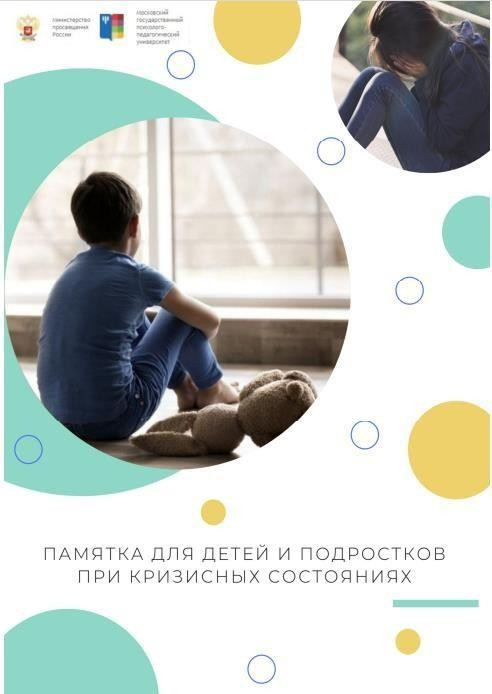 Министерство
просвещения
России
Московский
государственный
психолого-
педагогический
университет
ПАМЯТКА ДЛЯ ДЕТЕЙ И ПОДРОСТКОВ
ПРИ КРИЗИСНЫХ СОСТОЯНИЯХ